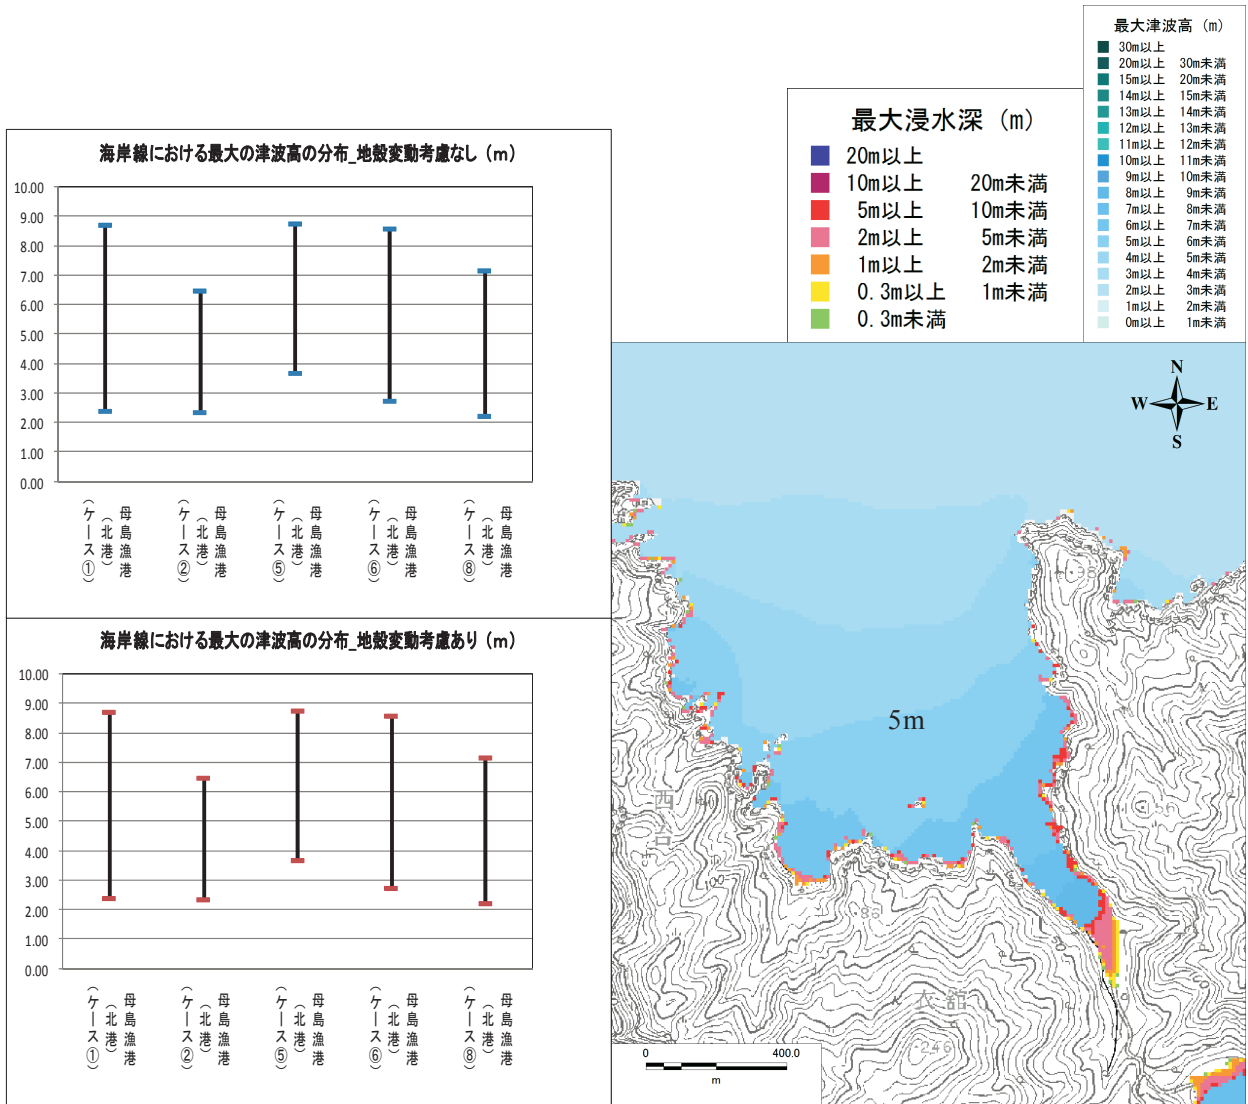 最大津波高 (m)
30m以上
20m以上 30m未満
15m以上 20m未満
14m以上 15m未満
13m以上 14m未満
12m以上 13m未満
11m以上 12m未満
10m以上 11m未満
9m以上 10m未満
8m以上 9m未満
7m以上 8m未満
6m以上 7m未満
5m以上 6m未満
4m以上 5m未満
3m以上 4m未満
2m以上 3m未満
1m以上 2m未満
0m以上 1m未満
最大浸水深 (m)
20m以上
10m以上 20m未満
5m以上 10m未満
2m以上 5m未満
1m以上 2m未満
0.3m以上 1m未満
0.3m未満
海岸線における最大の津波高の分布_地殻変動考慮なし (m)
10.00
9.00
8.00
7.00
6.00
5.00
4.00
3.00
2.00
1.00
0.00
母島漁港
(北港)
(ケース①)
母島漁港
(北港)
(ケース②)
母島漁港
(北港)
(ケース⑤)
母島漁港
(北港)
(ケース⑥)
母島漁港
(北港)
(ケース⑧)
海岸線における最大の津波高の分布_地殻変動考慮あり (m)
10.00
9.00
8.00
7.00
6.00
5.00
4.00
3.00
2.00
1.00
0.00
母島漁港
(北港)
(ケース①)
母島漁港
(北港)
(ケース②)
母島漁港
(北港)
(ケース⑤)
母島漁港
(北港)
(ケース⑥)
母島漁港
(北港)
(ケース⑧)
N
W E
S
5m
西台
100
86
衣舘
246
0 400.0
m